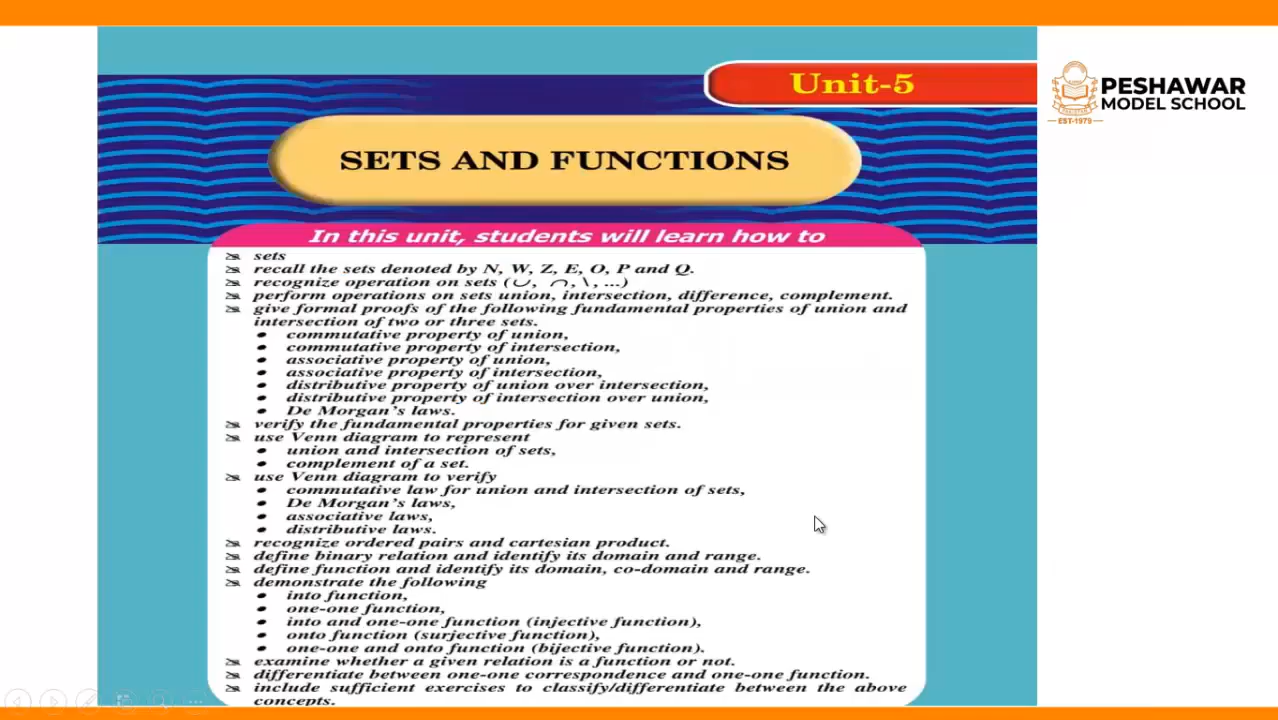 Unit-5
PESHAWAR
MODEL SCHOOL
EST-1979
SETS AND FUNCTIONS
In this unit, students will learn how to
sets
recall the sets denoted by N, W, Z, E, O, P and Q.
recognize operation on sets (∪, ∩, \, ...)
perform operations on sets union, intersection, difference, complement.
give formal proofs of the following fundamental properties of union and
intersection of two or three sets.
• commutative property of union,
• commutative property of intersection,
• associative property of union,
• associative property of intersection,
• distributive property of union over intersection,
• distributive property of intersection over union,
• De Morgan's laws.
verify the fundamental properties for given sets.
use Venn diagram to represent
• union and intersection of sets,
• complement of a set.
use Venn diagram to verify
• commutative law for union and intersection of sets,
• De Morgan's laws,
• associative laws,
• distributive laws.
recognize ordered pairs and cartesian product.
define binary relation and identify its domain and range.
define function and identify its domain, co-domain and range.
demonstrate the following
• into function,
• one-one function,
• into and one-one function (injective function),
• onto function (surjective function),
• one-one and onto function (bijective function).
examine whether a given relation is a function or not.
differentiate between one-one correspondence and one-one function.
include sufficient exercises to classify/differentiate between the above
concepts.